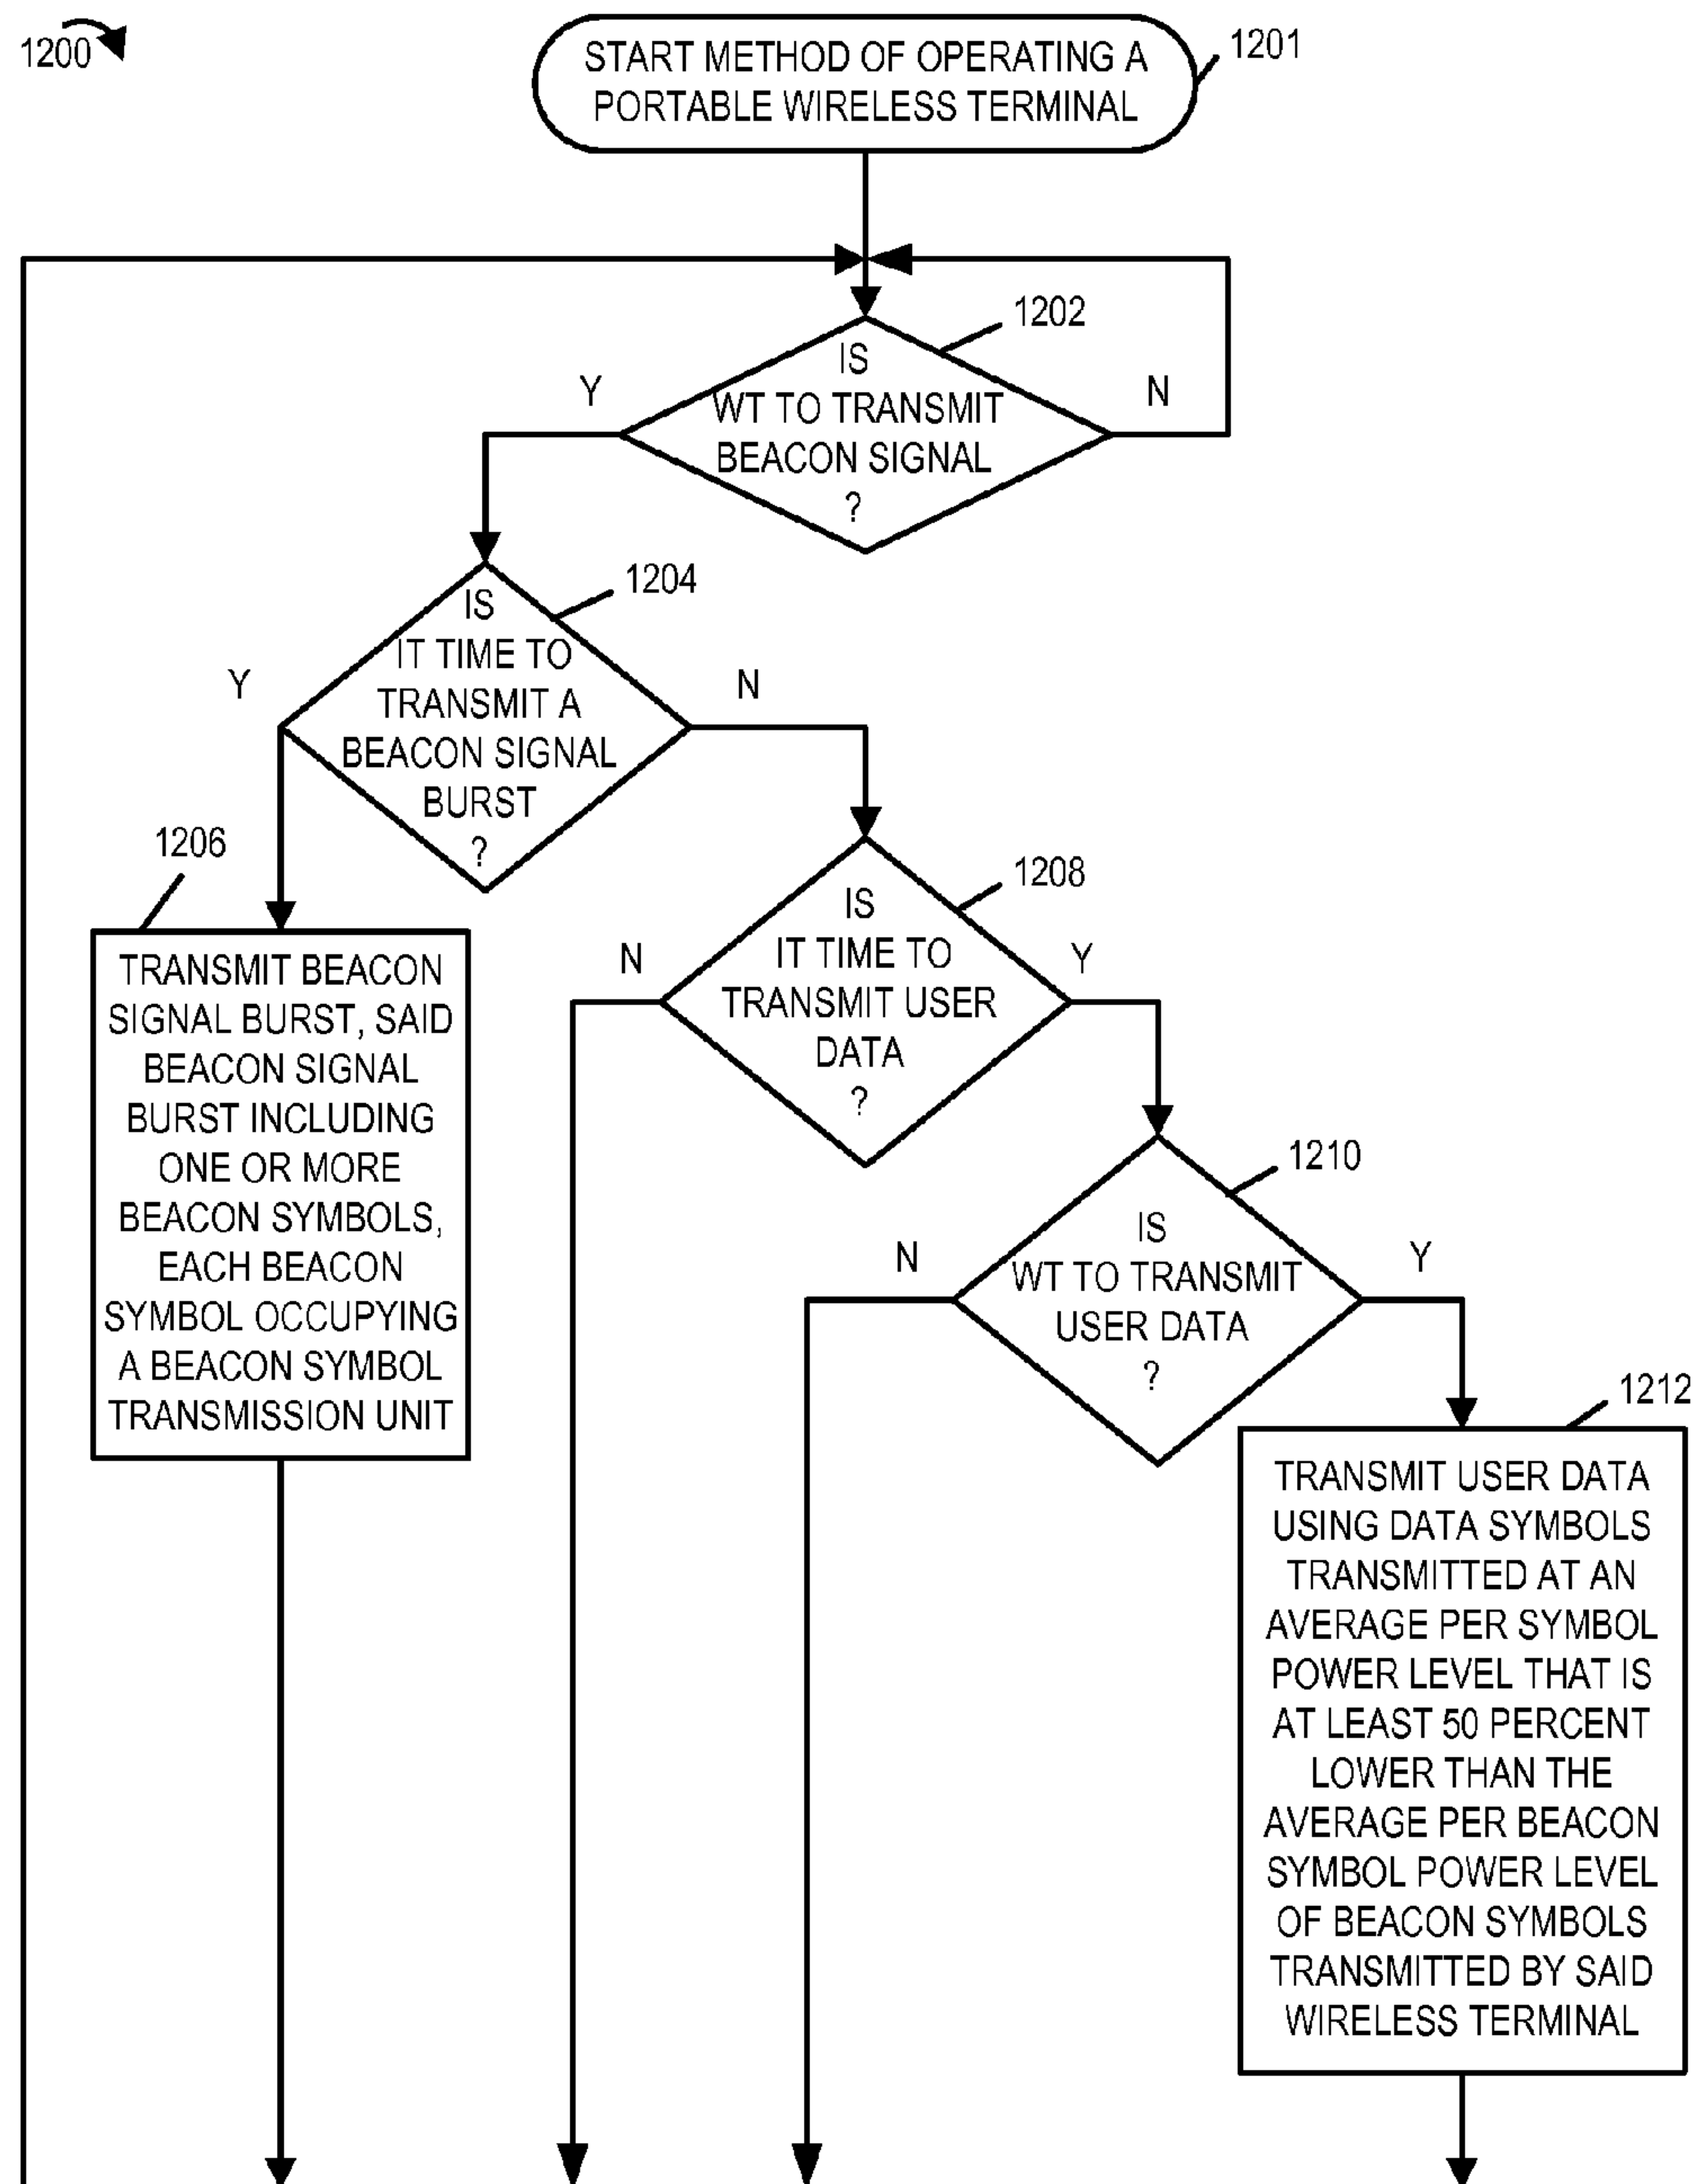 1200
START METHOD OF OPERATING A
PORTABLE WIRELESS TERMINAL
1201
1202
IS
WT TO TRANSMIT
BEACON SIGNAL
?
Y
N
1204
IS
IT TIME TO
TRANSMIT A
BEACON SIGNAL
BURST
?
Y
N
1206
TRANSMIT BEACON
SIGNAL BURST, SAID
BEACON SIGNAL
BURST INCLUDING
ONE OR MORE
BEACON SYMBOLS,
EACH BEACON
SYMBOL OCCUPYING
A BEACON SYMBOL
TRANSMISSION UNIT
1208
IS
IT TIME TO
TRANSMIT USER
DATA
?
N
Y
1210
IS
WT TO TRANSMIT
USER DATA
?
N
Y
1212
TRANSMIT USER DATA
USING DATA SYMBOLS
TRANSMITTED AT AN
AVERAGE PER SYMBOL
POWER LEVEL THAT IS
AT LEAST 50 PERCENT
LOWER THAN THE
AVERAGE PER BEACON
SYMBOL POWER LEVEL
OF BEACON SYMBOLS
TRANSMITTED BY SAID
WIRELESS TERMINAL